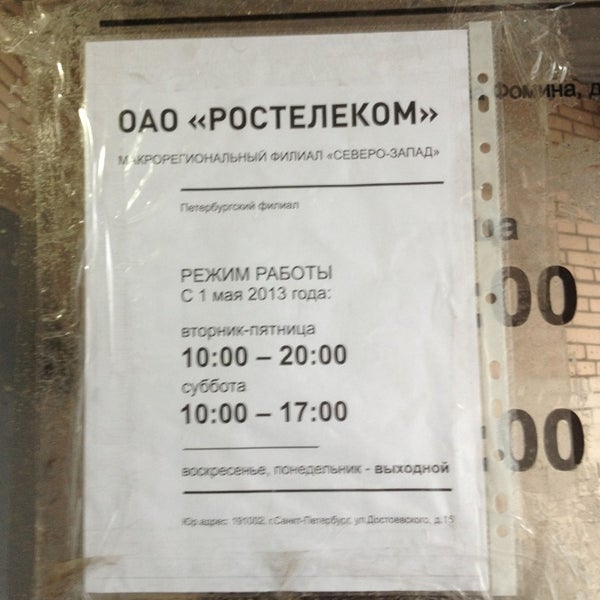 ОАО «РОСТЕЛЕКОМ»
МАКРОРЕГИОНАЛЬНЫЙ ФИЛИАЛ «СЕВЕРО-ЗАПАД»
Петербургский филиал
РЕЖИМ РАБОТЫ
С 1 мая 2013 года:
вторник-пятница
10:00 – 20:00
суббота
10:00 – 17:00
воскресенье, понедельник - выходной
Юр.адрес: 191002, г.Санкт-Петербург, ул.Достоевского, д.15
Фомина, д
:00
:00